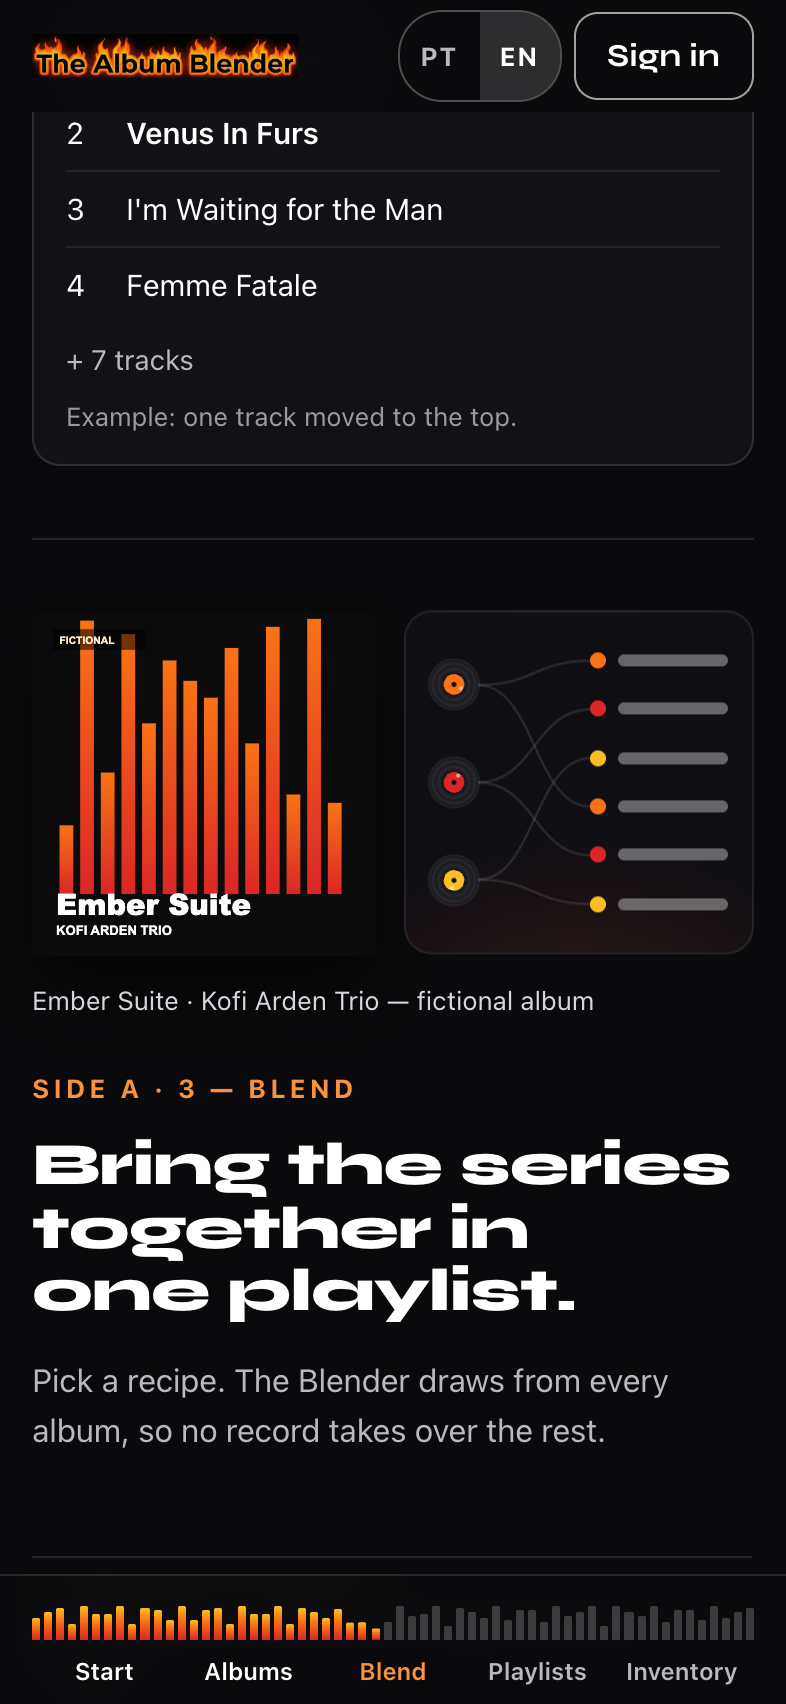 The Album Blender
PT EN
Sign in
2 Venus In Furs
3 I'm Waiting for the Man
4 Femme Fatale
+ 7 tracks
Example: one track moved to the top.
FICTIONAL
Ember Suite
KOFI ARDEN TRIO
Ember Suite · Kofi Arden Trio — fictional album
SIDE A · 3 — BLEND
Bring the series
together in
one playlist.
Pick a recipe. The Blender draws from every
album, so no record takes over the rest.
Start Albums Blend Playlists Inventory